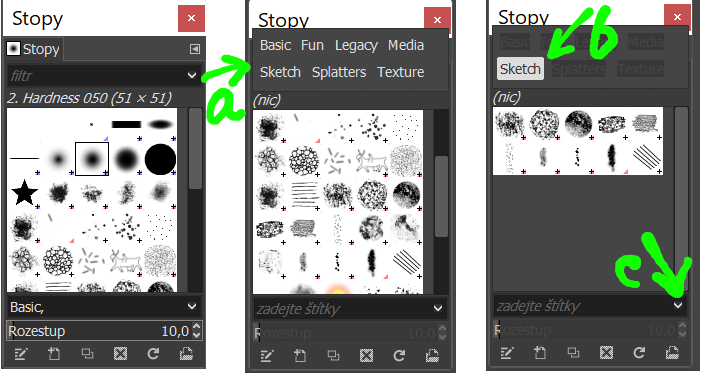 Stopy
Stopy
filtr
2. Hardness 050 (51 × 51)
Basic,
Rozestup 10,0
a
Stopy
Basic Fun Legacy Media
Sketch Splatters Texture
(nic)
zadejte štítky
Rozestup 10,0
Stopy
b
Basic Fun Legacy Media
Sketch Splatters Texture
(nic)
c
zadejte štítky
Rozestup 10,0